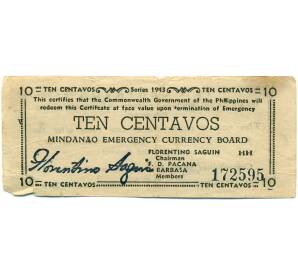 10 TEN CENTAVOS Series 1943 TEN CENTAVOS 10
This certifies that the Commonwealth Government of the Philippines will
redeem this Certificate at face value upon termination of Emergency
TEN CENTAVOS
MINDANAO EMERGENCY CURRENCY BOARD
FLORENTINO SAGUIN HH
Chairman
Florentino Saguin F. D. PACANA
BARBASA
Members 172595
10 TEN CENTAVOS TEN CENTAVOS 10